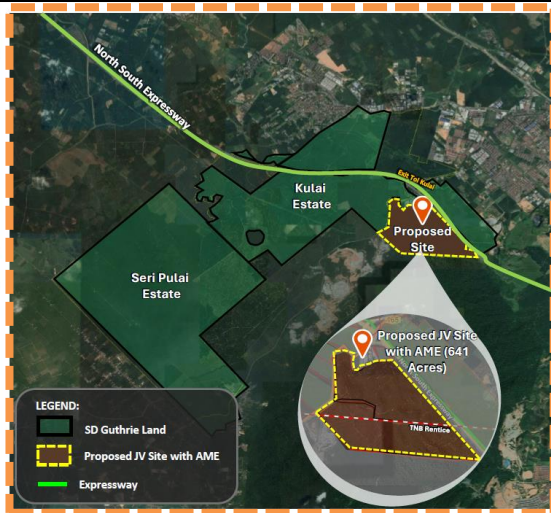 North South Expressway
Exit Tol Kulai
Kulai
Estate
Proposed
Site
Seri Pulai
Estate
Proposed JV Site
with AME (641
Acres)
TNB Rentice
LEGEND:
SD Guthrie Land
Proposed JV Site with AME
Expressway